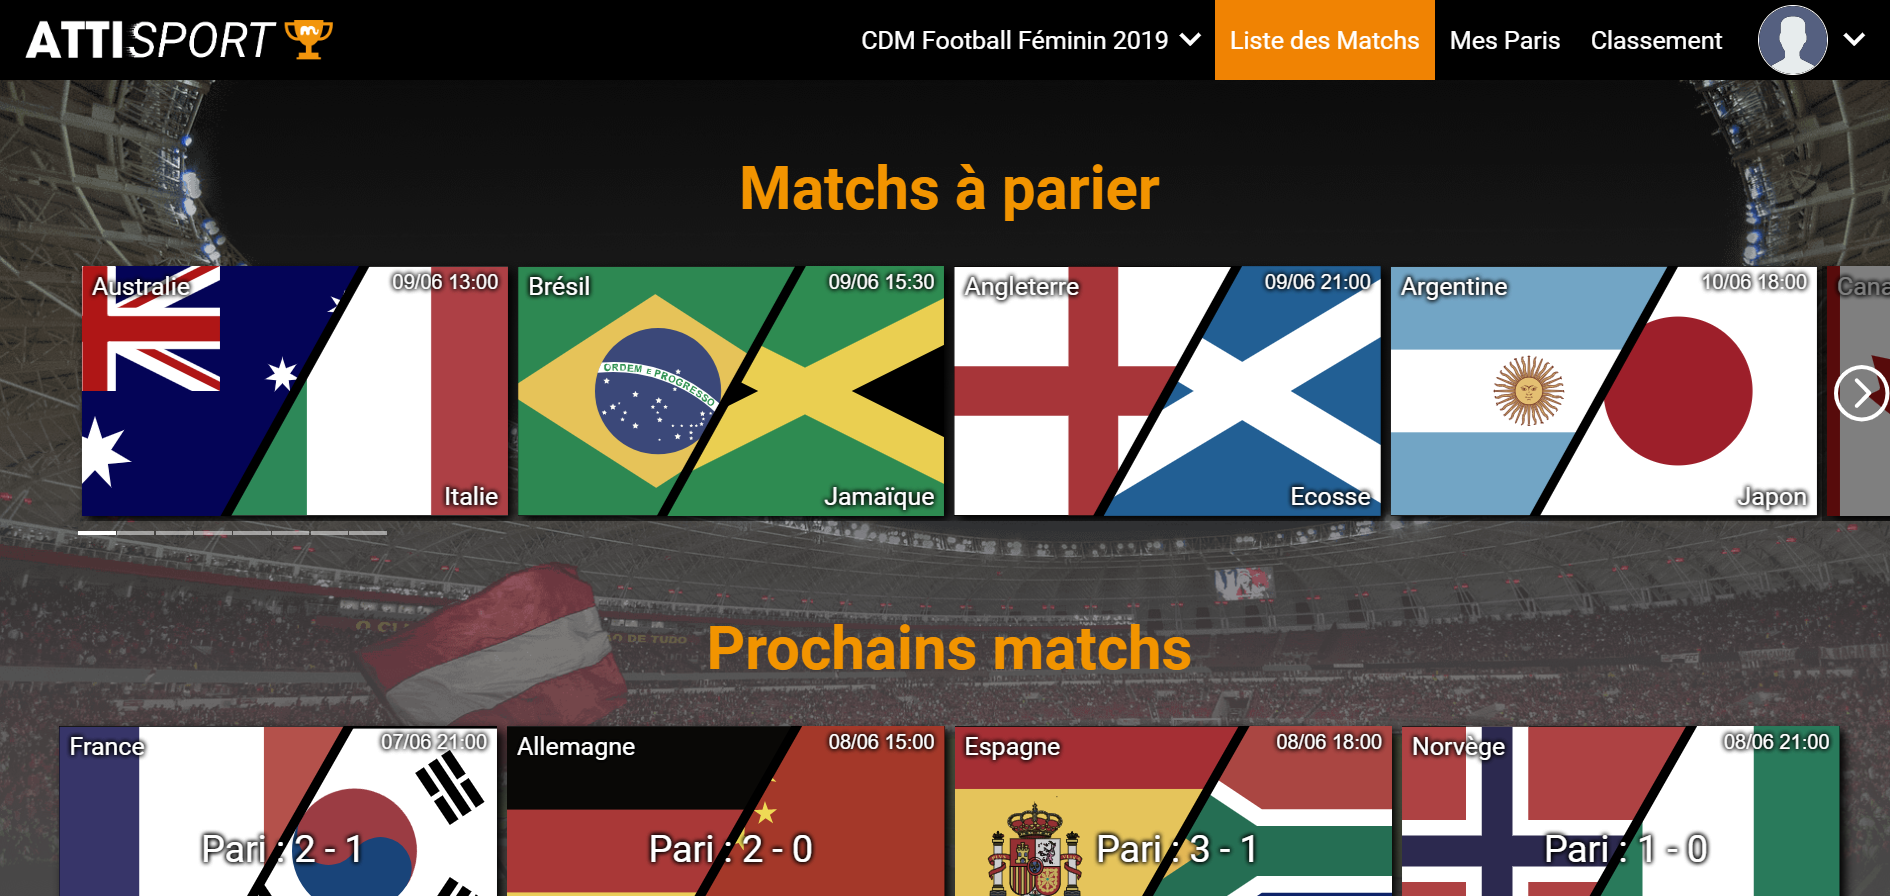 ATTISPORT
CDM Football Féminin 2019
Liste des Matchs
Mes Paris
Classement
Matchs à parier
Australie
09/06 13:00
Italie
Brésil
09/06 15:30
ORDEM E PROGRESSO
Jamaïque
Angleterre
09/06 21:00
Ecosse
Argentine
10/06 18:00
Japon
Cana
DO DE TUDO
Prochains matchs
France
07/06 21:00
Pari : 2 - 1
Allemagne
08/06 15:00
Pari : 2 - 0
Espagne
08/06 18:00
Pari : 3 - 1
Norvège
08/06 21:00
Pari : 1 - 0